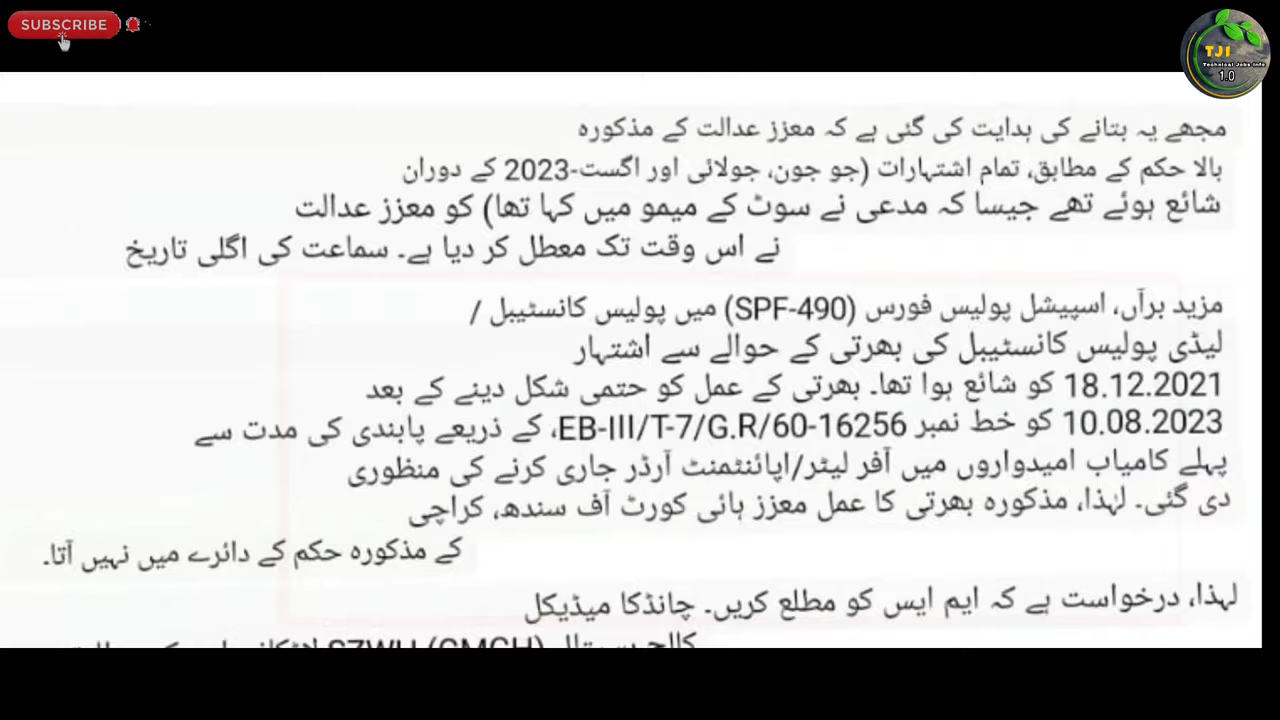 SUBSCRIBE
TJI
Technical Jobs Info
1.0
مجھے یہ بتانے کی ہدایت کی گئی ہے کہ معزز عدالت کے مذکورہ
بالا حکم کے مطابق، تمام اشتہارات (جو جون، جولائی اور اگست-2023 کے دوران
شائع ہوئے تھے جیسا کہ مدعی نے سوٹ کے میمو میں کہا تھا) کو معزز عدالت
نے اس وقت تک معطل کر دیا ہے۔ سماعت کی اگلی تاریخ
مزید برآں، اسپیشل پولیس فورس (SPF-490) میں پولیس کانسٹیبل /
لیڈی پولیس کانسٹیبل کی بھرتی کے حوالے سے اشتہار
18.12.2021 کو شائع ہوا تھا۔ بھرتی کے عمل کو حتمی شکل دینے کے بعد
10.08.2023 کو خط نمبر EB-III/T-7/G.R/60-16256، کے ذریعے پابندی کی مدت سے
پہلے کامیاب امیدواروں میں آفر لیٹر/اپائنٹمنٹ آرڈر جاری کرنے کی منظوری
دی گئی۔ لہٰذا، مذکورہ بھرتی کا عمل معزز ہائی کورٹ آف سندھ، کراچی
کے مذکورہ حکم کے دائرے میں نہیں آتا۔
لہذا، درخواست ہے کہ ایم ایس کو مطلع کریں۔ چانڈکا میڈیکل